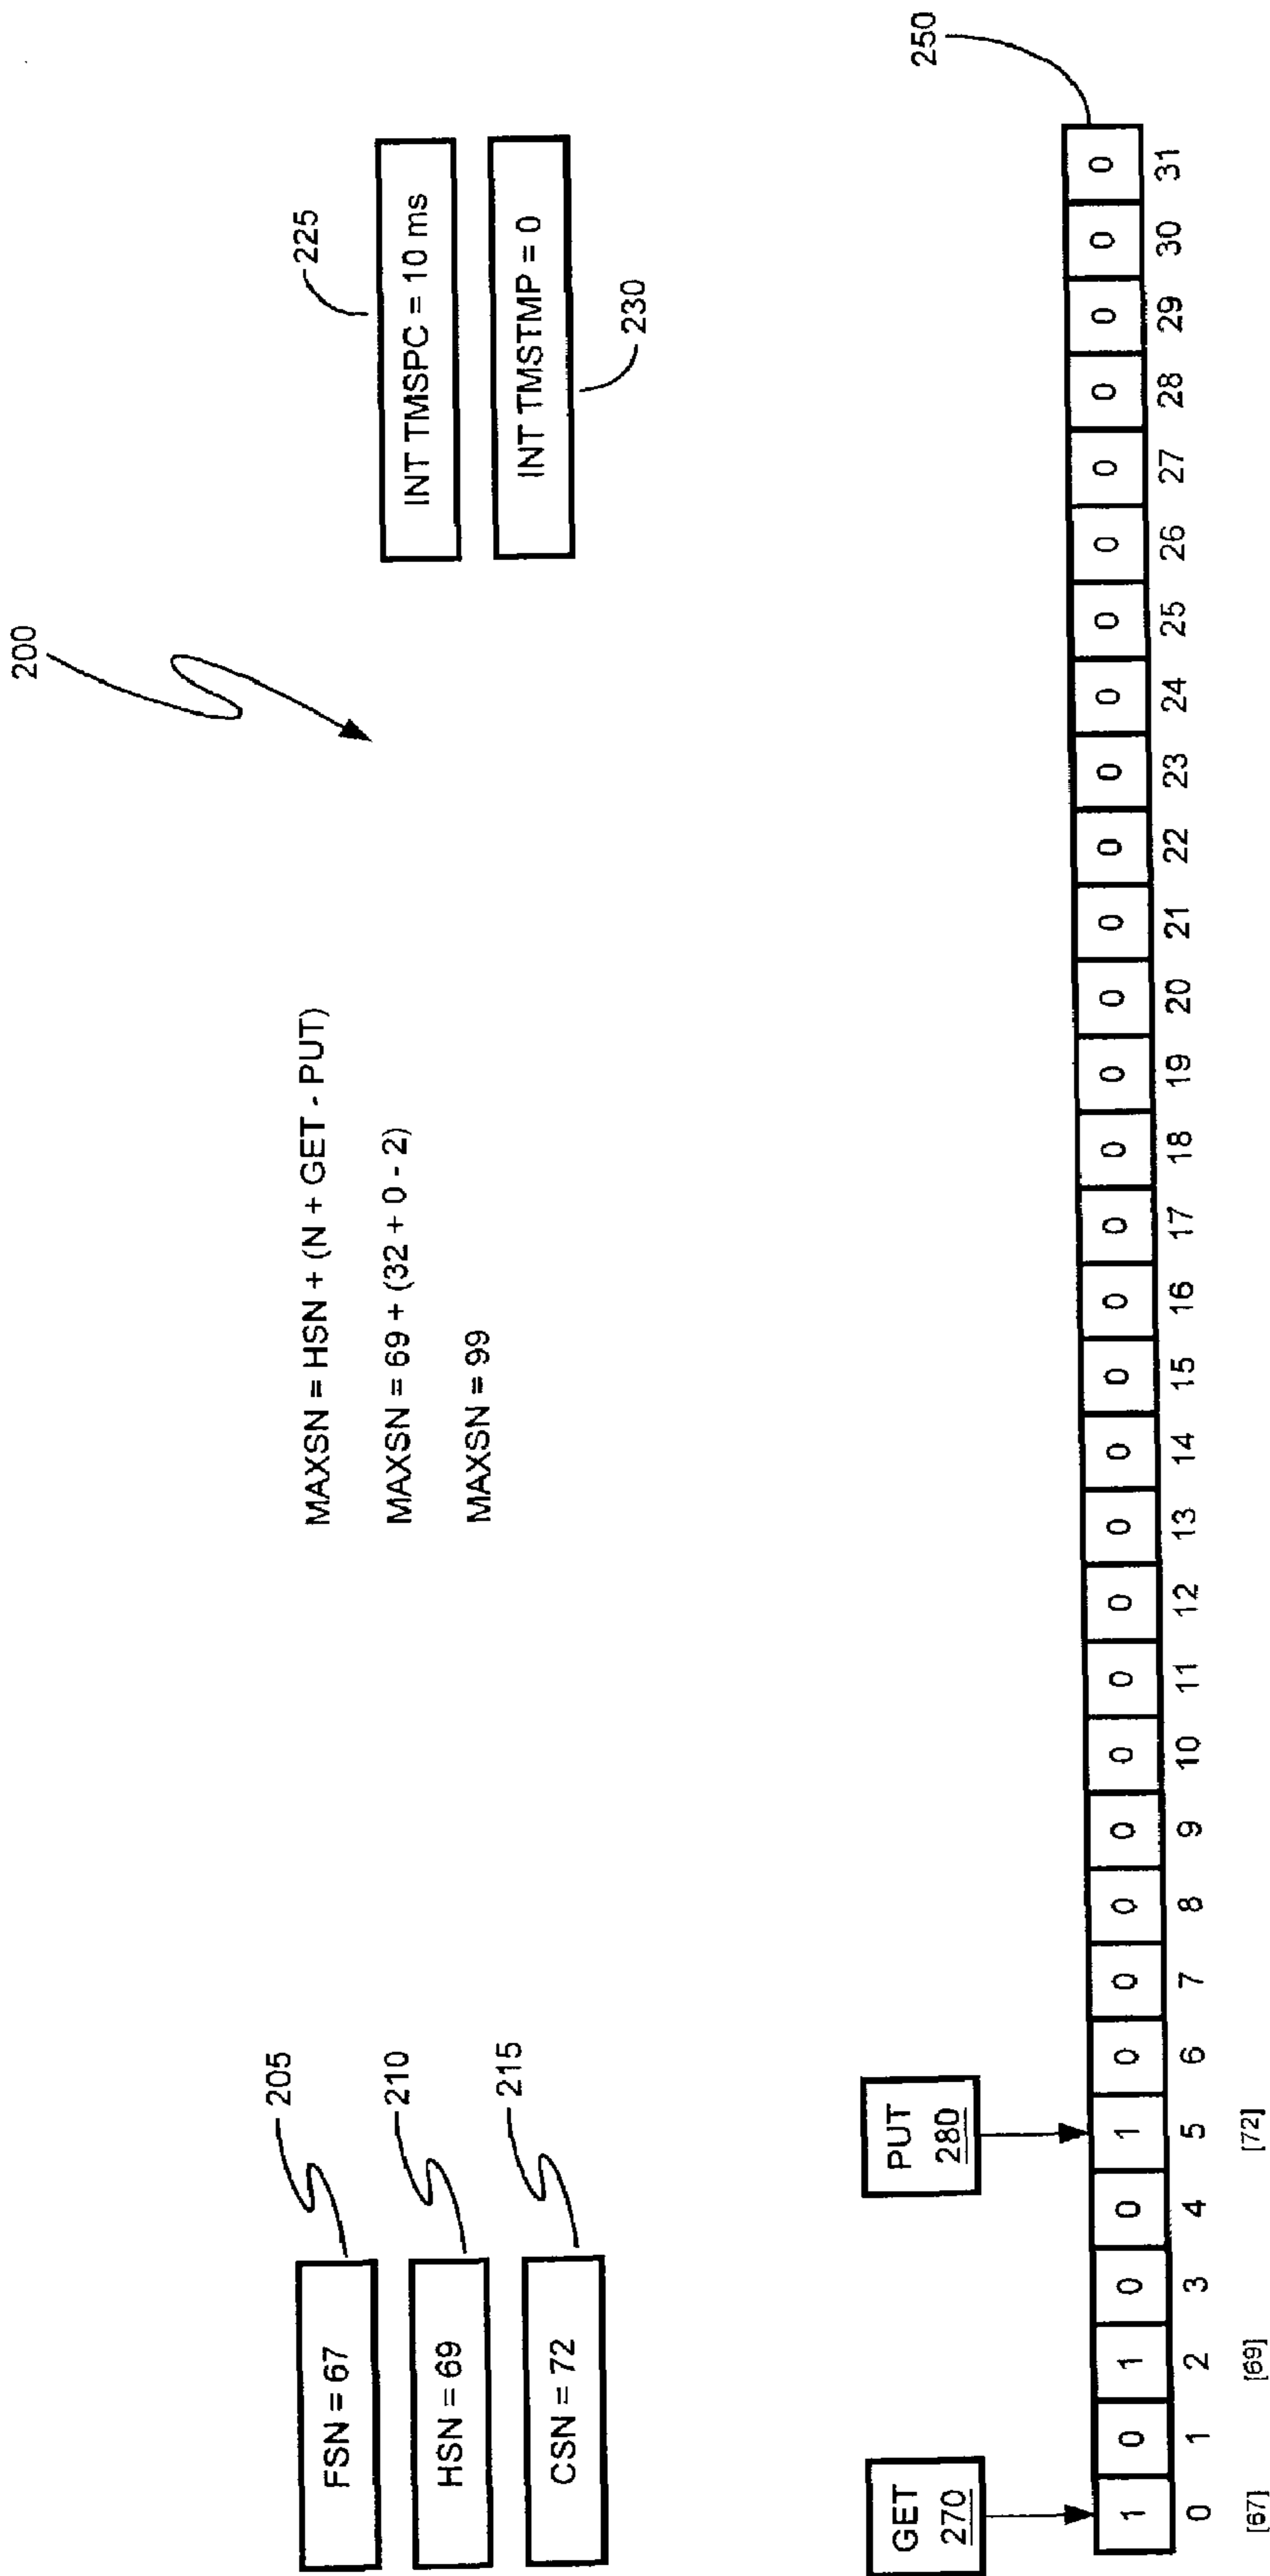 200
FSN = 67
205
HSN = 69
210
CSN = 72
215
MAXSN = HSN + (N + GET - PUT)
MAXSN = 69 + (32 + 0 - 2)
MAXSN = 99
INT TMSPC = 10 ms
225
INT TMSTMP = 0
230
GET
270
PUT
280
250
1 0 1 0 0 1 0 0 0 0 0 0 0 0 0 0 0 0 0 0 0 0 0 0 0 0 0 0 0 0 0 0
0 1 2 3 4 5 6 7 8 9 10 11 12 13 14 15 16 17 18 19 20 21 22 23 24 25 26 27 28 29 30 31
[67] [69] [72]